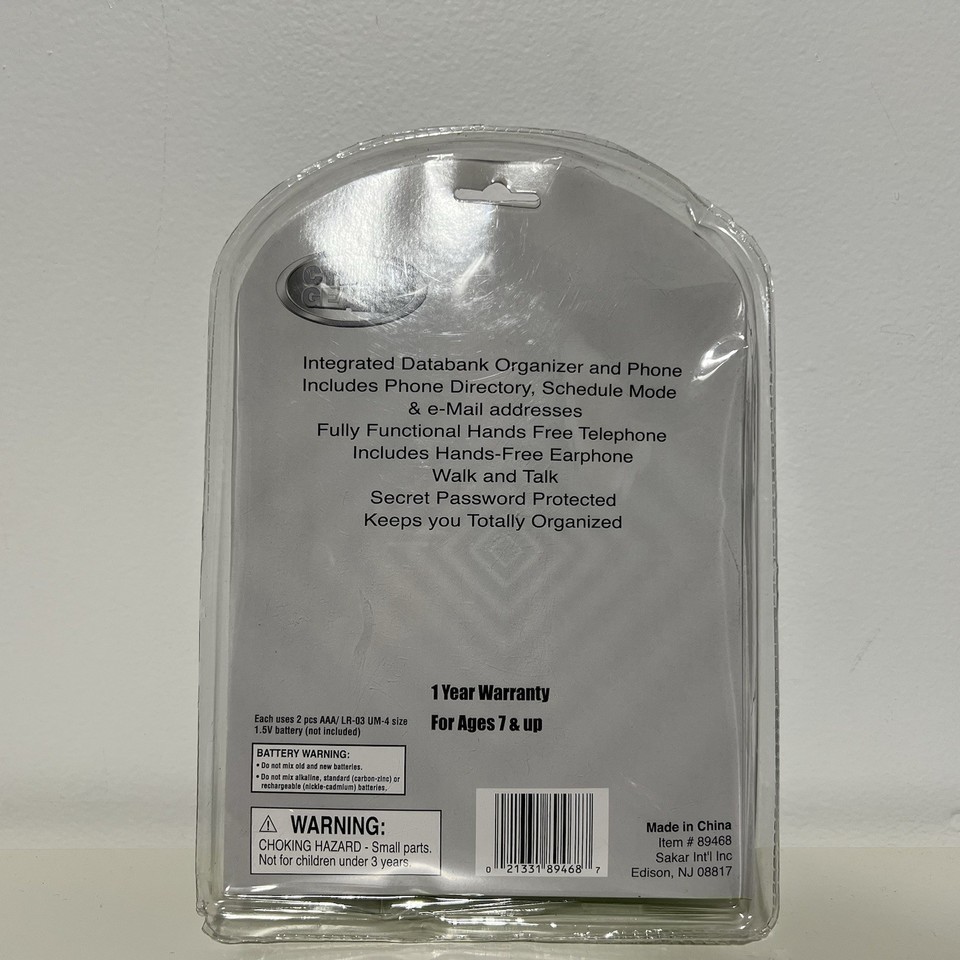 GEAR
Integrated Databank Organizer and Phone
Includes Phone Directory, Schedule Mode
& e-Mail addresses
Fully Functional Hands Free Telephone
Includes Hands-Free Earphone
Walk and Talk
Secret Password Protected
Keeps you Totally Organized
1 Year Warranty
For Ages 7 & up
Each uses 2 pcs AAA/ LR-03 UM-4 size
1.5V battery (not included)
BATTERY WARNING:
• Do not mix old and new batteries.
• Do not mix alkaline, standard (carbon-zinc) or
rechargeable (nickle-cadmium) batteries.
⚠ WARNING:
CHOKING HAZARD - Small parts.
Not for children under 3 years.
0 21331 89468 7
Made in China
Item # 89468
Sakar Int'l Inc
Edison, NJ 08817